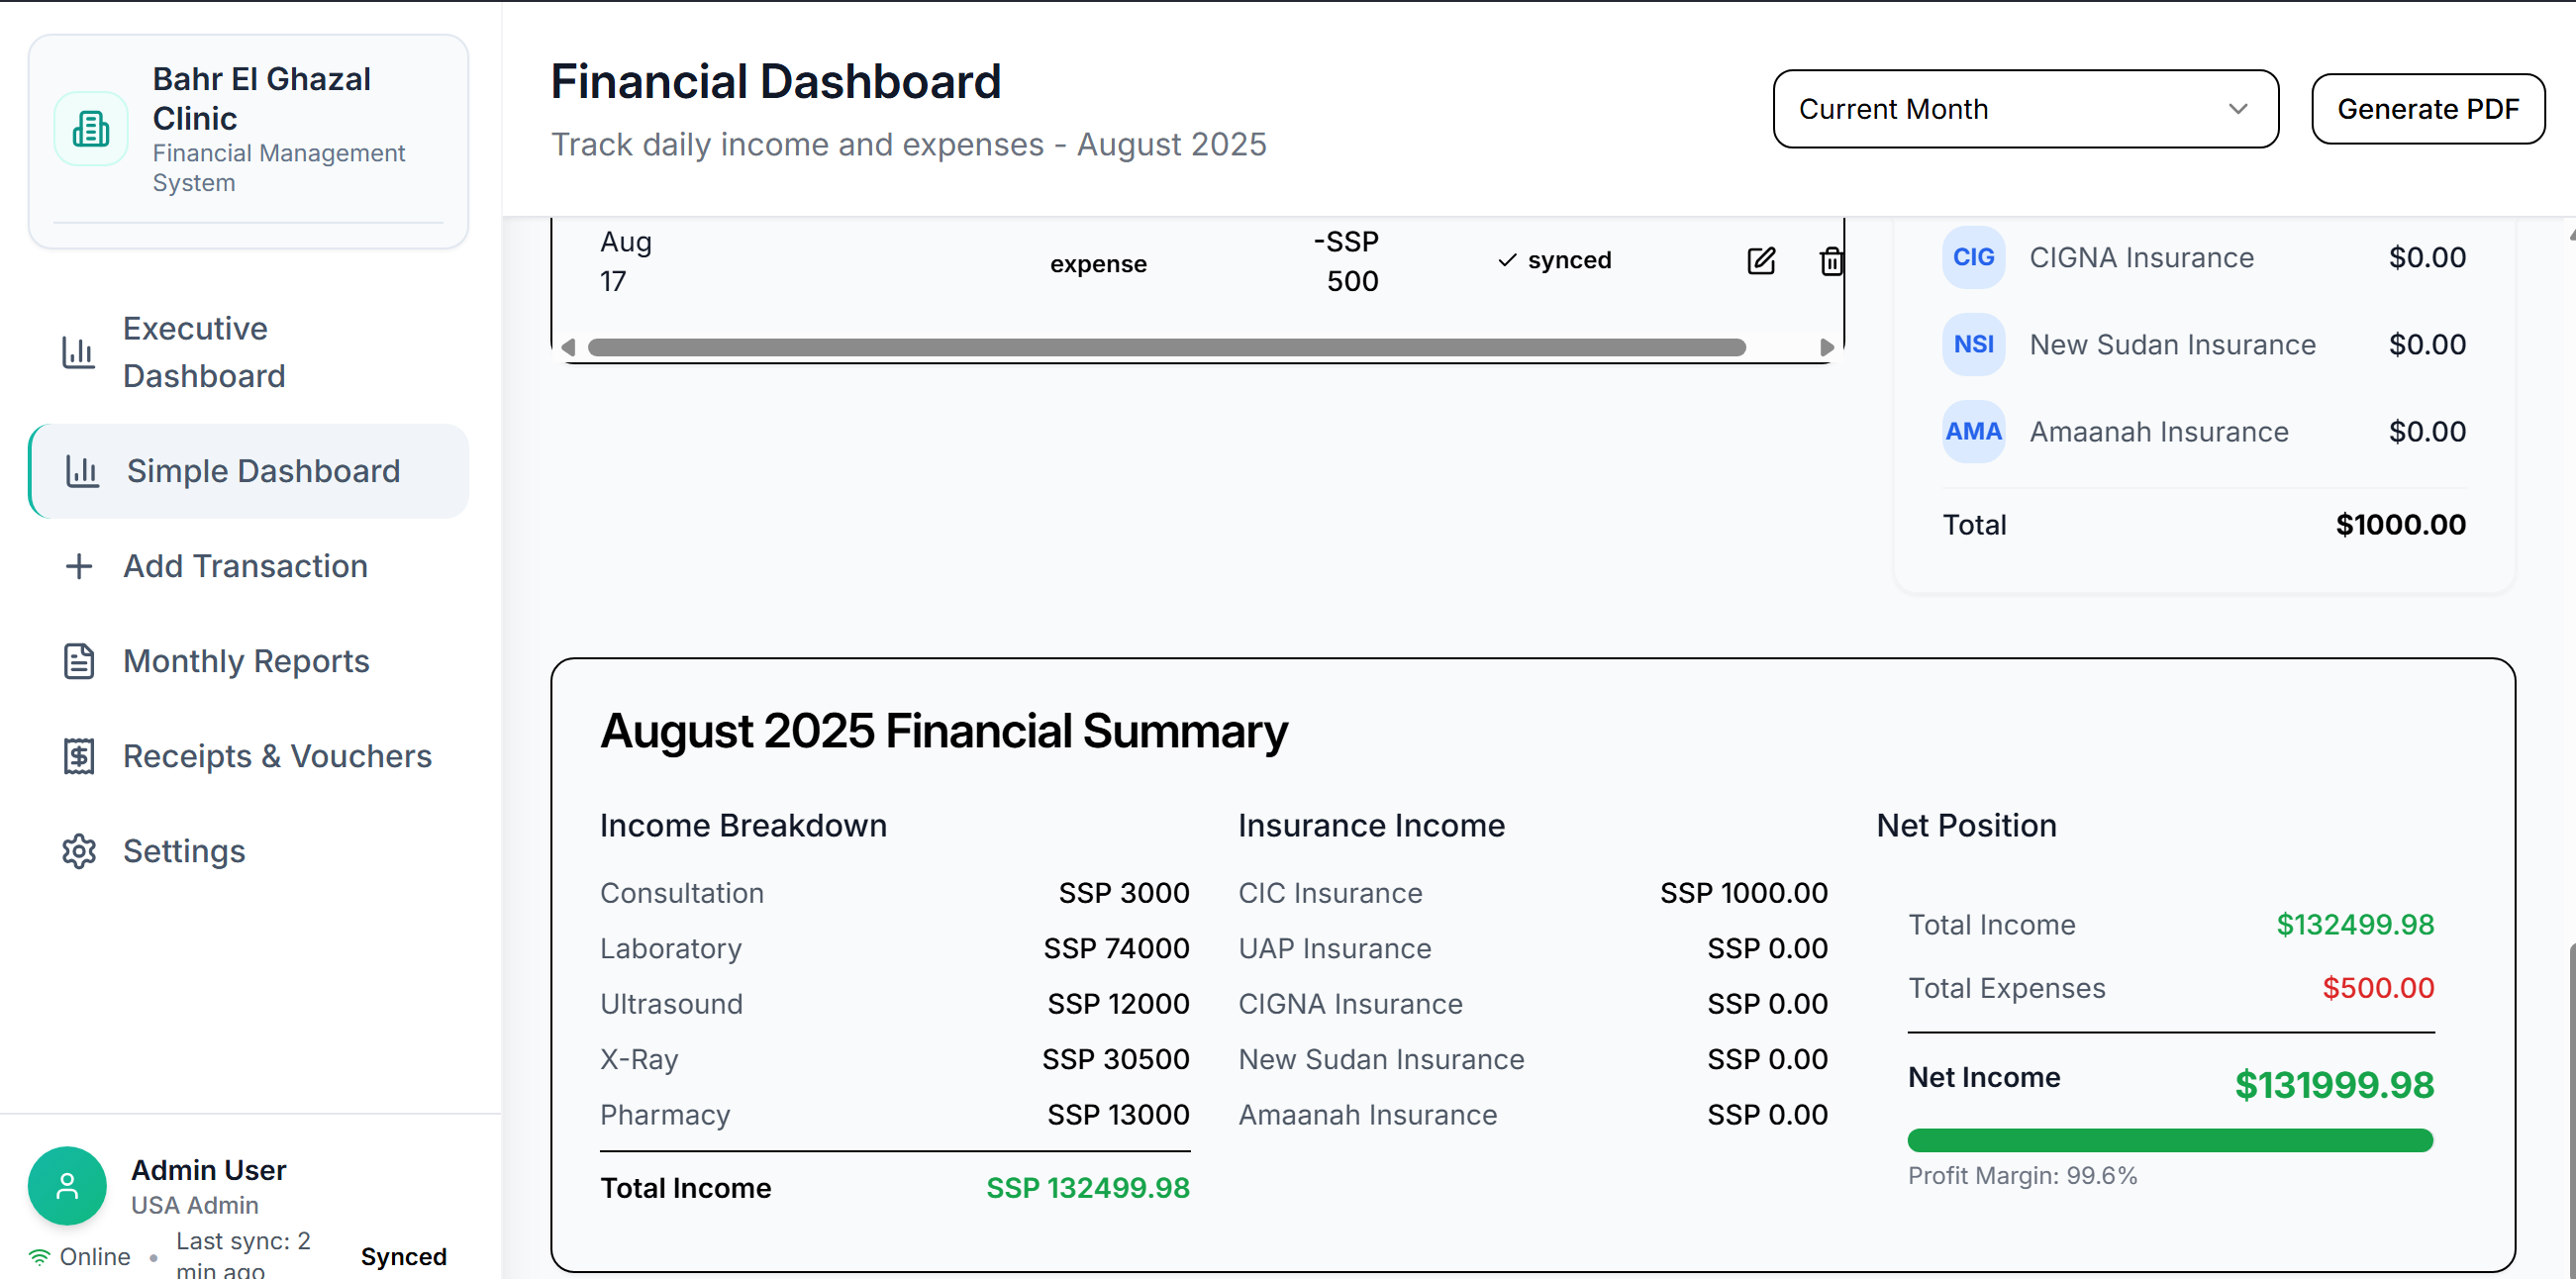 Bahr El Ghazal
Clinic
Financial Management
System
Executive
Dashboard
Simple Dashboard
Add Transaction
Monthly Reports
Receipts & Vouchers
Settings
Admin User
USA Admin
Online • Last sync: 2
min ago
Synced
Financial Dashboard
Track daily income and expenses - August 2025
Current Month
Generate PDF
Aug
17
expense
-SSP
500
synced
CIG CIGNA Insurance $0.00
NSI New Sudan Insurance $0.00
AMA Amaanah Insurance $0.00
Total $1000.00
August 2025 Financial Summary
Income Breakdown
Consultation SSP 3000
Laboratory SSP 74000
Ultrasound SSP 12000
X-Ray SSP 30500
Pharmacy SSP 13000
Total Income SSP 132499.98
Insurance Income
CIC Insurance SSP 1000.00
UAP Insurance SSP 0.00
CIGNA Insurance SSP 0.00
New Sudan Insurance SSP 0.00
Amaanah Insurance SSP 0.00
Net Position
Total Income $132499.98
Total Expenses $500.00
Net Income $131999.98
Profit Margin: 99.6%